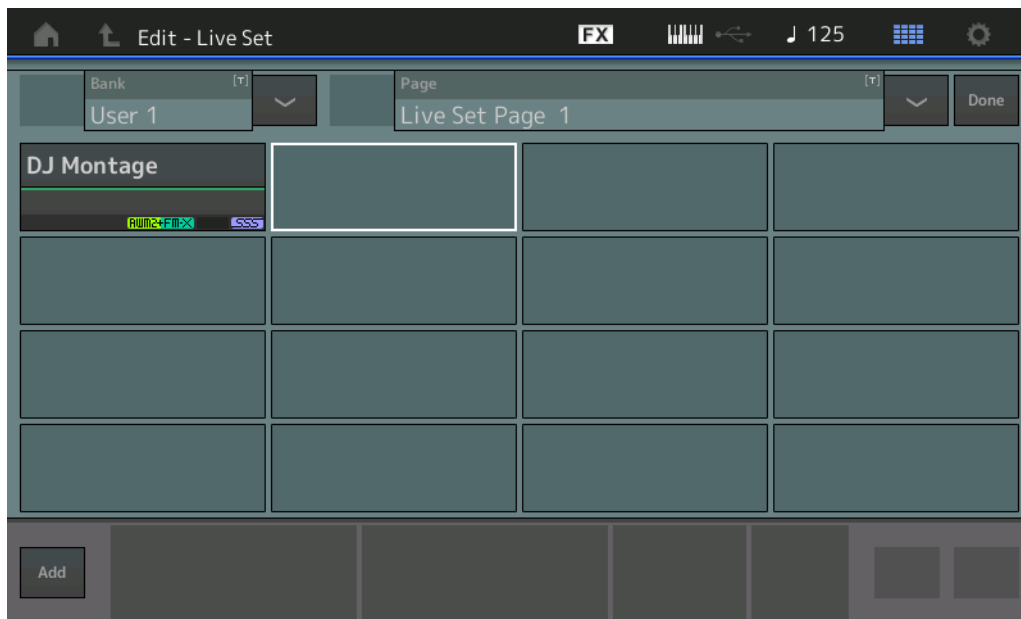 Edit - Live Set
FX
♩ 125
Bank [T]
User 1
Page [T]
Live Set Page 1
Done
DJ Montage
AWM2+FM-X SSS
Add